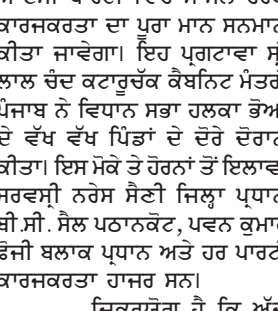 ਕਾਰਜਕਰਤਾ ਦਾ ਪੂਰਾ ਮਾਨ ਸਨਮਾਨ
ਕੀਤਾ ਜਾਵੇਗਾ। ਇਹ ਪ੍ਰਗਟਾਵਾ ਸ੍ਰੀ
ਲਾਲ ਚੰਦ ਕਟਾਰੂਚੱਕ ਕੈਬਨਿਟ ਮੰਤਰੀ
ਪੰਜਾਬ ਨੇ ਵਿਧਾਨ ਸਭਾ ਹਲਕਾ ਭੋਆ
ਦੇ ਵੱਖ ਵੱਖ ਪਿੰਡਾਂ ਦੇ ਦੋਰੇ ਦੋਰਾਨ
ਕੀਤਾ। ਇਸ ਮੋਕੇ ਤੇ ਹੋਰਨਾਂ ਤੋਂ ਇਲਾਵਾ
ਸਰਵਸ੍ਰੀ ਨਰੇਸ ਸੈਣੀ ਜਿਲ੍ਹਾ ਪ੍ਰਧਾਨ
ਬੀ.ਸੀ. ਸੈਲ ਪਠਾਨਕੋਟ, ਪਵਨ ਕੁਮਾਰ
ਫੋਜੀ ਬਲਾਕ ਪ੍ਰਧਾਨ ਅਤੇ ਹਰ ਪਾਰਟੀ
ਕਾਰਜਕਰਤਾ ਹਾਜਰ ਸਨ।
ਜ਼ਿਕਰਯੋਗ ਹੈ ਕਿ